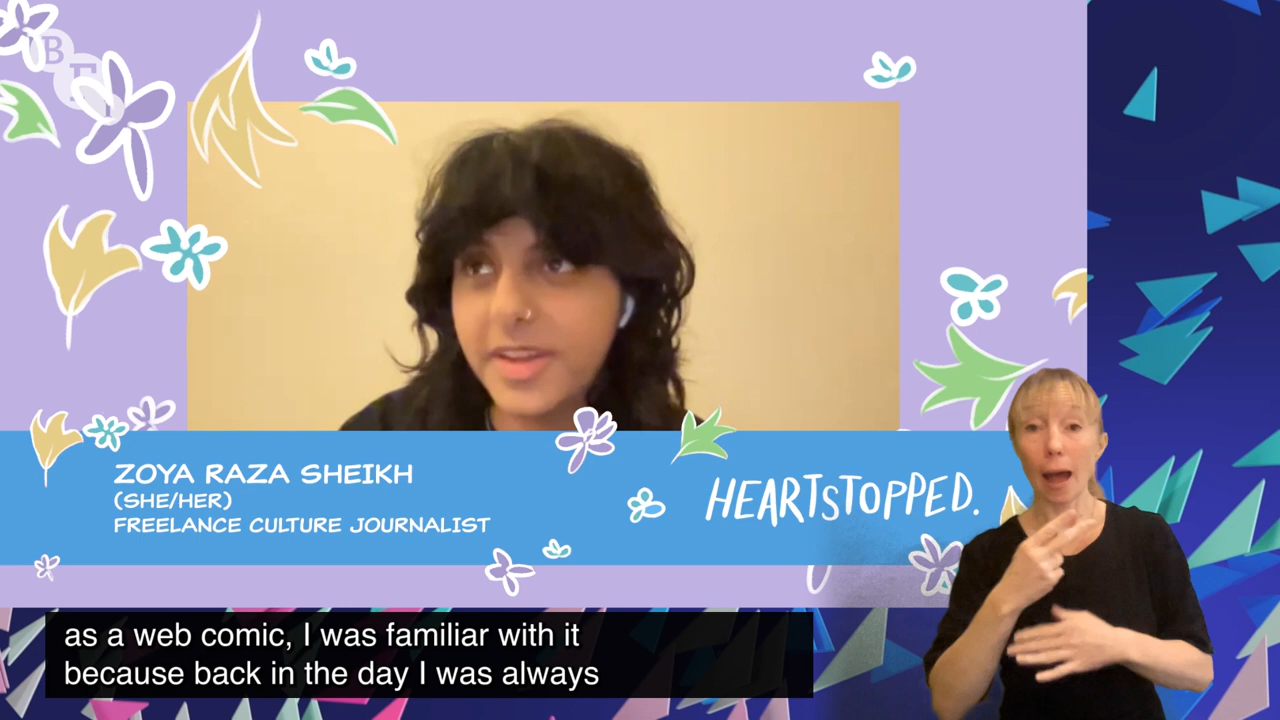 BFI
ZOYA RAZA SHEIKH
(SHE/HER)
FREELANCE CULTURE JOURNALIST
HEARTSTOPPED.
as a web comic, I was familiar with it
because back in the day I was always